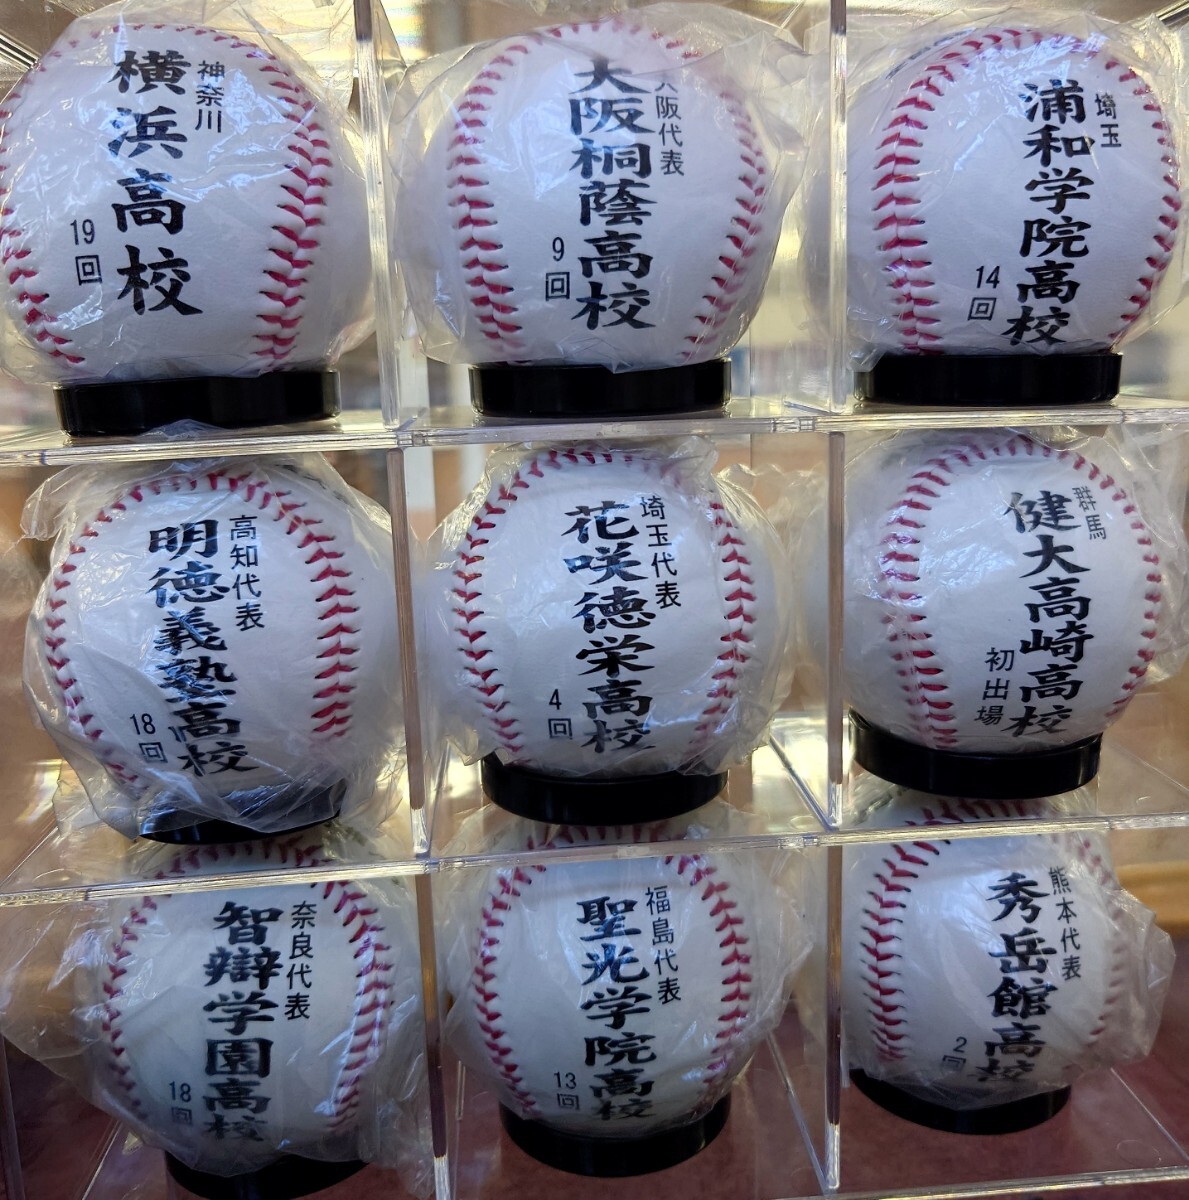 神奈川
横浜高校
19回
大阪代表
大阪桐蔭高校
9回
埼玉
浦和学院高校
14回
高知代表
明徳義塾高校
18回
埼玉代表
花咲徳栄高校
4回
群馬
健大高崎高校
初出場
奈良代表
智辯学園高校
18回
福島代表
聖光学院高校
13回
熊本代表
秀岳館高校
2回